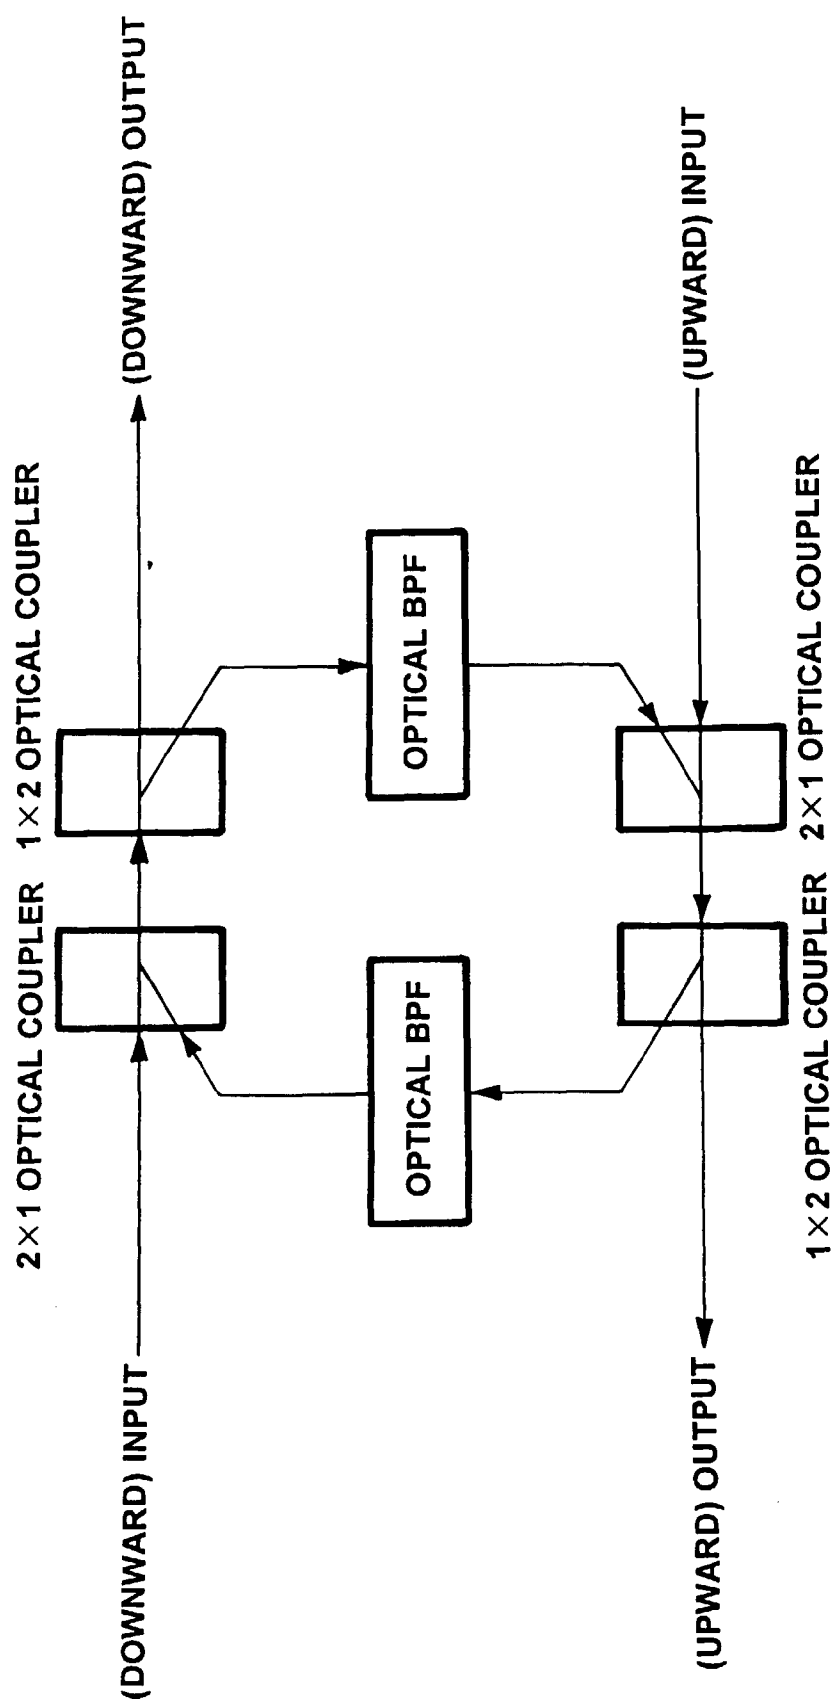 (DOWNWARD) INPUT
2×1 OPTICAL COUPLER
1×2 OPTICAL COUPLER
(DOWNWARD) OUTPUT
OPTICAL BPF
OPTICAL BPF
(UPWARD) OUTPUT
1×2 OPTICAL COUPLER
2×1 OPTICAL COUPLER
(UPWARD) INPUT